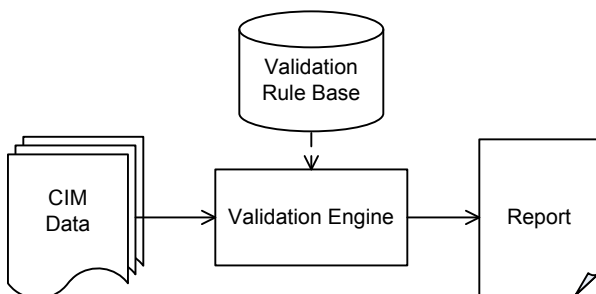 Validation
Rule Base
CIM
Data
Validation Engine
Report